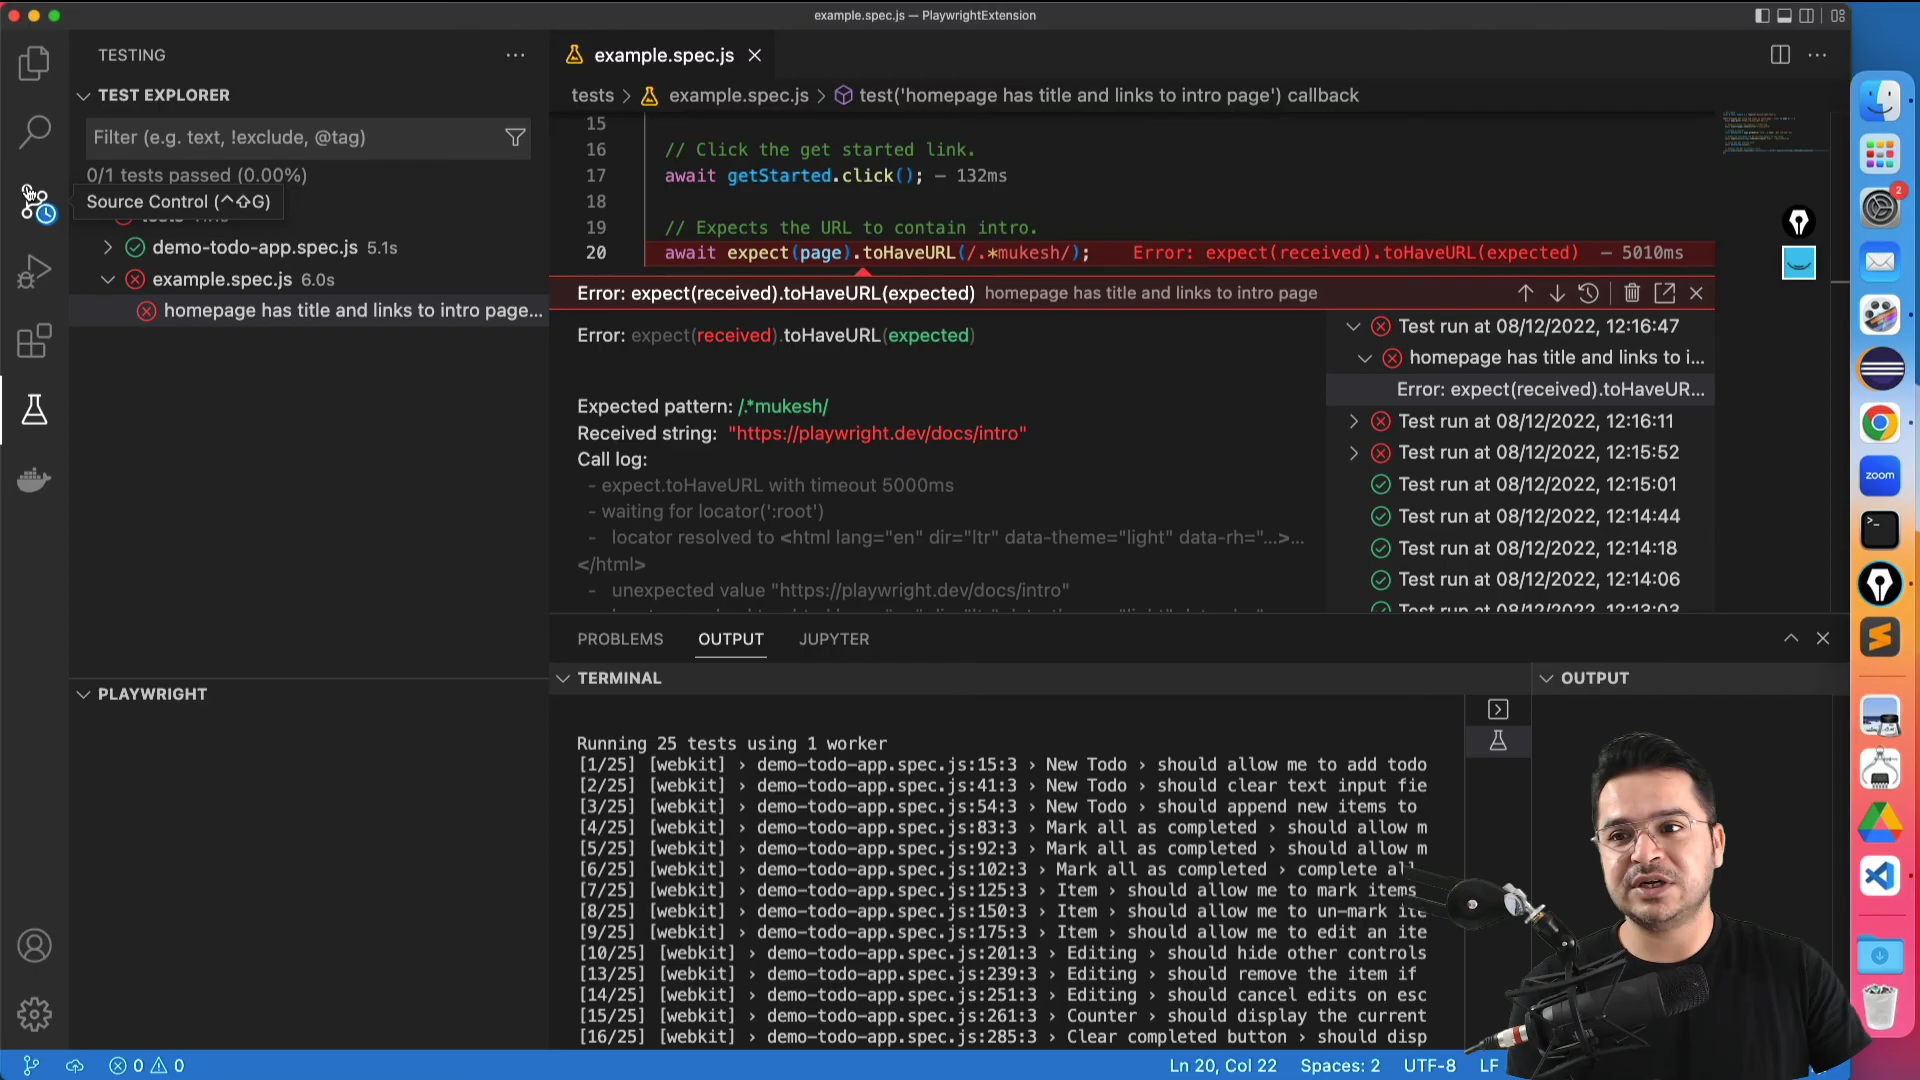 example.spec.js — PlaywrightExtension
TESTING
TEST EXPLORER
Filter (e.g. text, !exclude, @tag)
0/1 tests passed (0.00%)
Source Control (^⇧G)
demo-todo-app.spec.js 5.1s
example.spec.js 6.0s
homepage has title and links to intro page...
PLAYWRIGHT
example.spec.js
tests > example.spec.js > test('homepage has title and links to intro page') callback
15
16 // Click the get started link.
17 await getStarted.click(); — 132ms
18
19 // Expects the URL to contain intro.
20 await expect(page).toHaveURL(/.*mukesh/); Error: expect(received).toHaveURL(expected) — 5010ms
Error: expect(received).toHaveURL(expected) homepage has title and links to intro page
Error: expect(received).toHaveURL(expected)
Expected pattern: /.*mukesh/
Received string: "https://playwright.dev/docs/intro"
Call log:
- expect.toHaveURL with timeout 5000ms
- waiting for locator(':root')
- locator resolved to <html lang="en" dir="ltr" data-theme="light" data-rh="...>...
</html>
- unexpected value "https://playwright.dev/docs/intro"
Test run at 08/12/2022, 12:16:47
homepage has title and links to i...
Error: expect(received).toHaveUR...
Test run at 08/12/2022, 12:16:11
Test run at 08/12/2022, 12:15:52
Test run at 08/12/2022, 12:15:01
Test run at 08/12/2022, 12:14:44
Test run at 08/12/2022, 12:14:18
Test run at 08/12/2022, 12:14:06
Test run at 08/12/2022, 12:13:03
PROBLEMS OUTPUT JUPYTER
TERMINAL
OUTPUT
Running 25 tests using 1 worker
[1/25] [webkit] › demo-todo-app.spec.js:15:3 › New Todo › should allow me to add todo
[2/25] [webkit] › demo-todo-app.spec.js:41:3 › New Todo › should clear text input fie
[3/25] [webkit] › demo-todo-app.spec.js:54:3 › New Todo › should append new items to
[4/25] [webkit] › demo-todo-app.spec.js:83:3 › Mark all as completed › should allow m
[5/25] [webkit] › demo-todo-app.spec.js:92:3 › Mark all as completed › should allow m
[6/25] [webkit] › demo-todo-app.spec.js:102:3 › Mark all as completed › complete all
[7/25] [webkit] › demo-todo-app.spec.js:125:3 › Item › should allow me to mark items
[8/25] [webkit] › demo-todo-app.spec.js:150:3 › Item › should allow me to un-mark ite
[9/25] [webkit] › demo-todo-app.spec.js:175:3 › Item › should allow me to edit an ite
[10/25] [webkit] › demo-todo-app.spec.js:201:3 › Editing › should hide other controls
[13/25] [webkit] › demo-todo-app.spec.js:239:3 › Editing › should remove the item if
[14/25] [webkit] › demo-todo-app.spec.js:251:3 › Editing › should cancel edits on esc
[15/25] [webkit] › demo-todo-app.spec.js:261:3 › Counter › should display the current
[16/25] [webkit] › demo-todo-app.spec.js:285:3 › Clear completed button › should disp
0 0
Ln 20, Col 22 Spaces: 2 UTF-8 LF
2
zoom